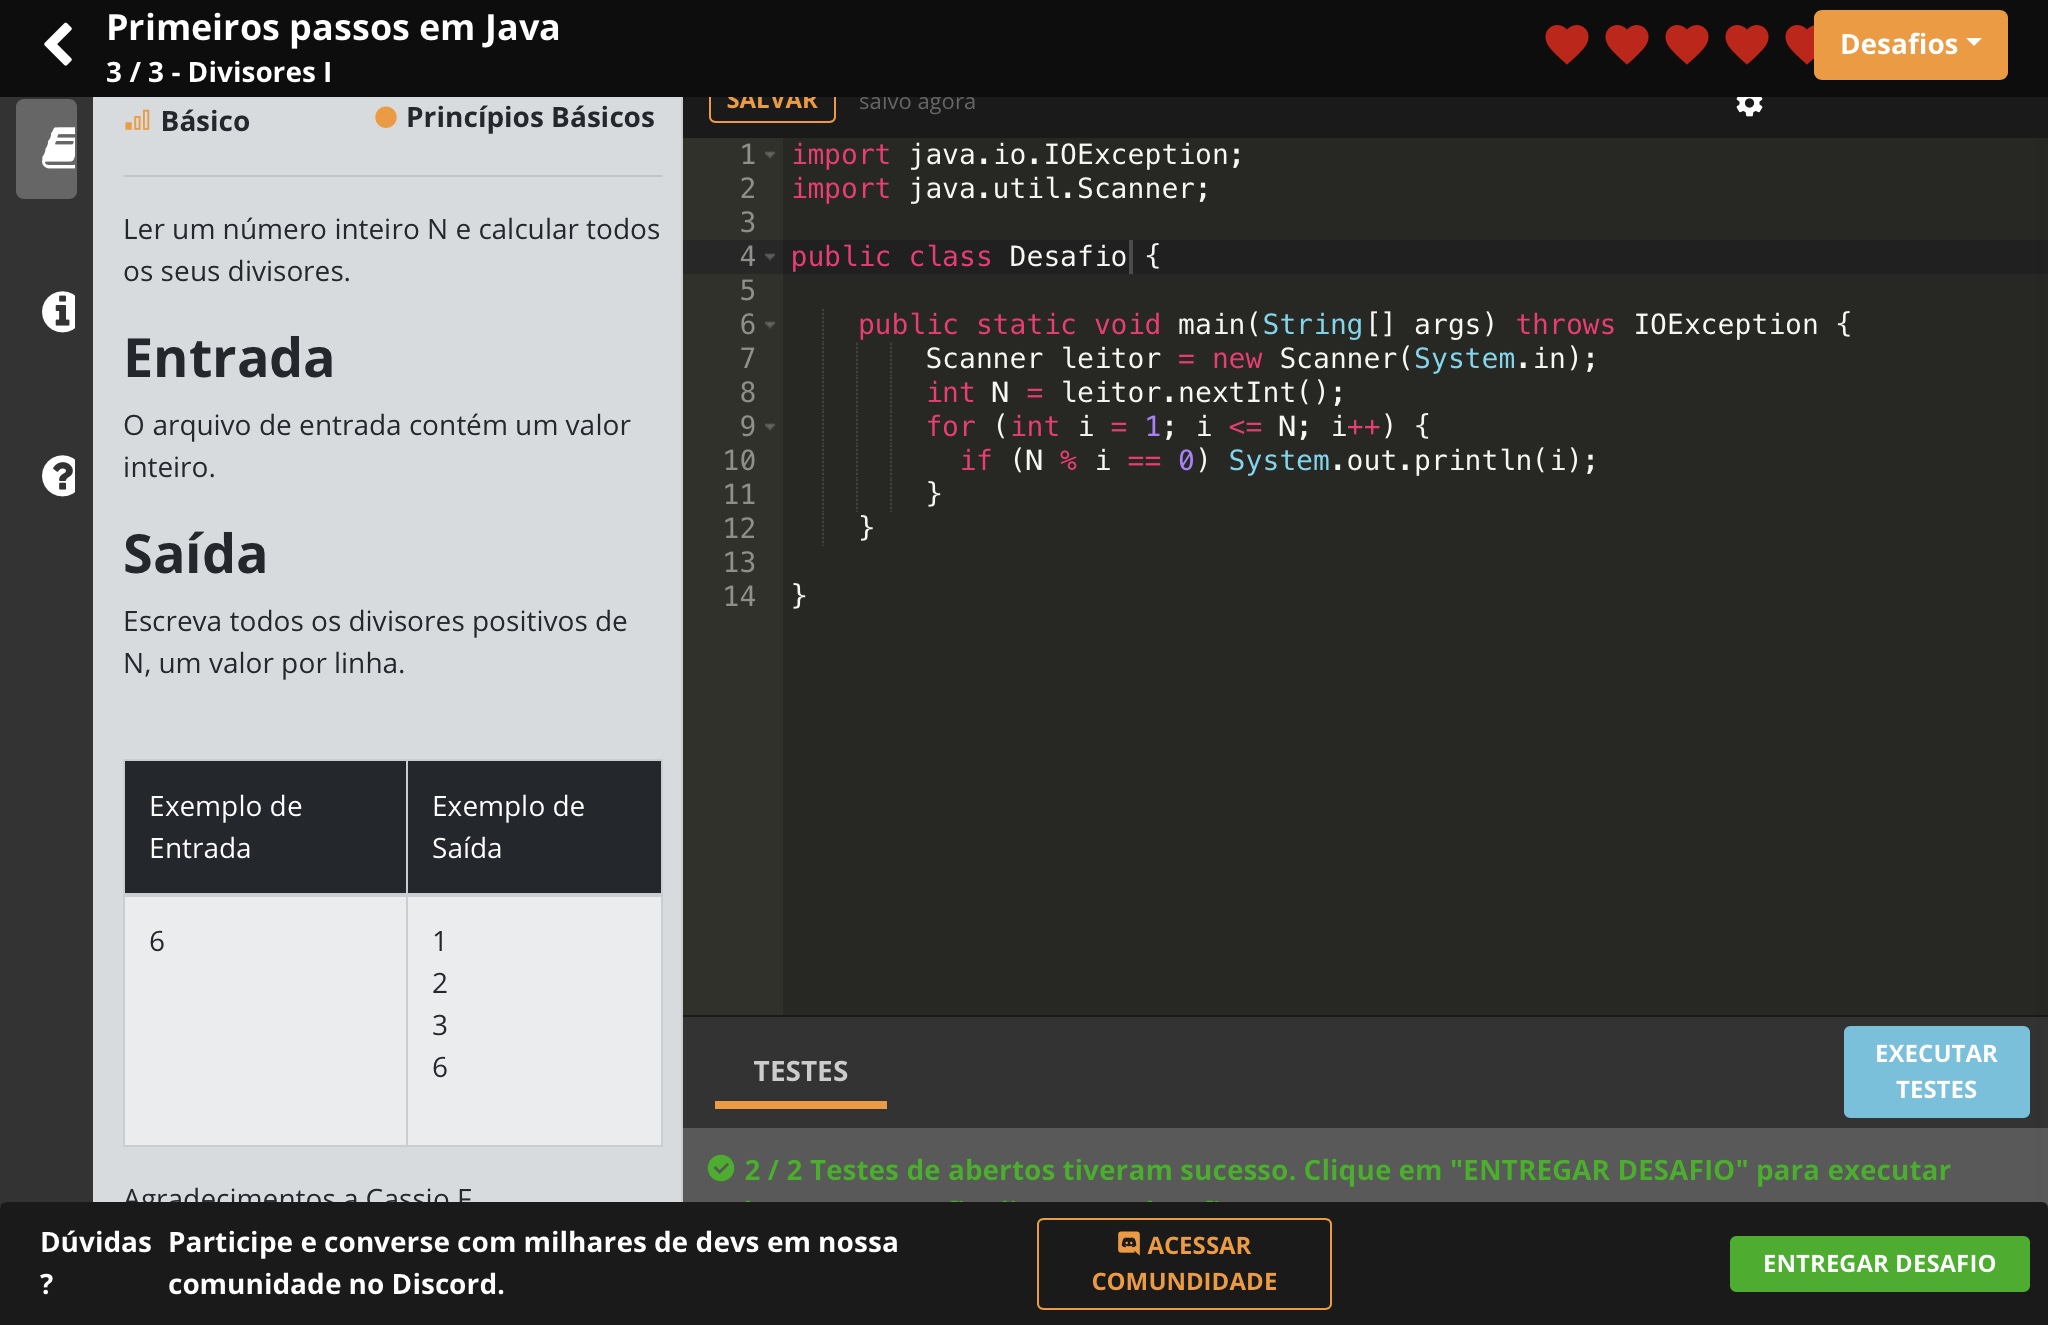 Primeiros passos em Java
3 / 3 - Divisores I
Desafios
Básico
Princípios Básicos
Ler um número inteiro N e calcular todos
os seus divisores.
Entrada
O arquivo de entrada contém um valor
inteiro.
Saída
Escreva todos os divisores positivos de
N, um valor por linha.
Exemplo de
Entrada
Exemplo de
Saída
6
1
2
3
6
Agradecimentos a Cassio F.
SALVAR
salvo agora
1 import java.io.IOException;
2 import java.util.Scanner;
3
4 public class Desafio {
5
6     public static void main(String[] args) throws IOException {
7         Scanner leitor = new Scanner(System.in);
8         int N = leitor.nextInt();
9         for (int i = 1; i <= N; i++) {
10           if (N % i == 0) System.out.println(i);
11         }
12     }
13
14 }
TESTES
EXECUTAR
TESTES
2 / 2 Testes de abertos tiveram sucesso. Clique em "ENTREGAR DESAFIO" para executar
Dúvidas
?
Participe e converse com milhares de devs em nossa
comunidade no Discord.
ACESSAR
COMUNDIDADE
ENTREGAR DESAFIO